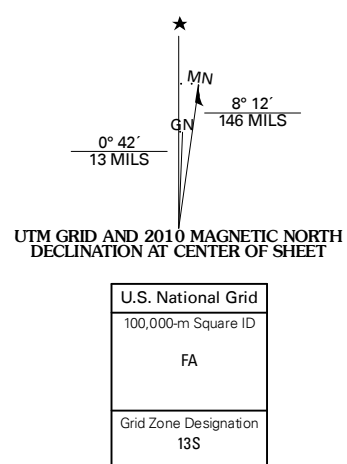 MN
GN
8° 12´
146 MILS
0° 42´
13 MILS
UTM GRID AND 2010 MAGNETIC NORTH
DECLINATION AT CENTER OF SHEET
U.S. National Grid
100,000-m Square ID
FA
Grid Zone Designation
13S